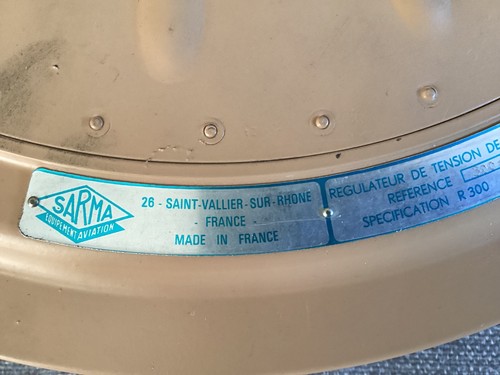 SARMA
EQUIPEMENT AVIATION
26 - SAINT-VALLIER-SUR-RHONE
- FRANCE -
MADE IN FRANCE
REGULATEUR DE TENSION DE
REFERENCE
SPECIFICATION R 300